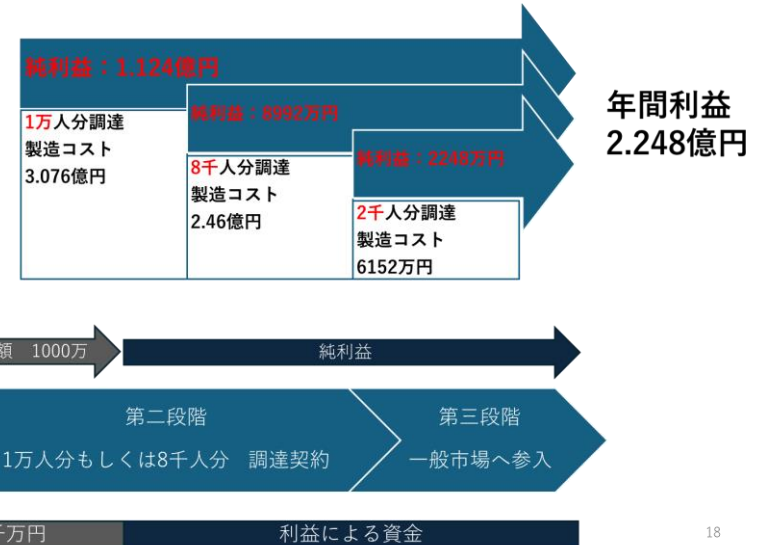 純利益：1.124億円
1万人分調達
製造コスト
3.076億円
純利益：8992万円
8千人分調達
製造コスト
2.46億円
純利益：2248万円
2千人分調達
製造コスト
6152万円
年間利益
2.248億円
額 1000万
純利益
第二段階
1万人分もしくは8千人分 調達契約
第三段階
一般市場へ参入
千万円
利益による資金
18